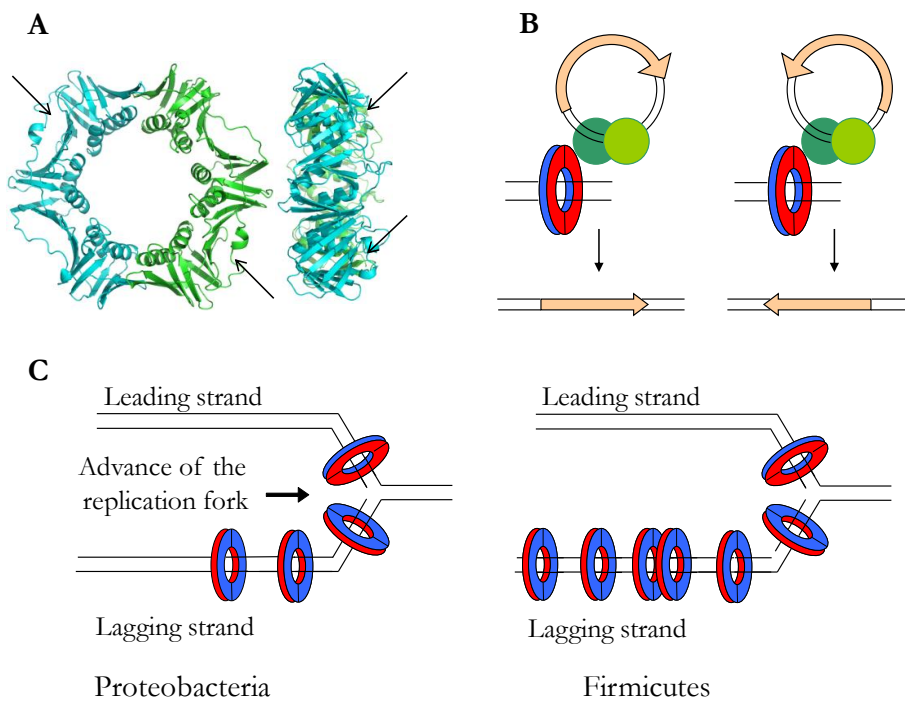 A
B
C
Leading strand
Advance of the
replication fork
Lagging strand
Proteobacteria
Leading strand
Lagging strand
Firmicutes